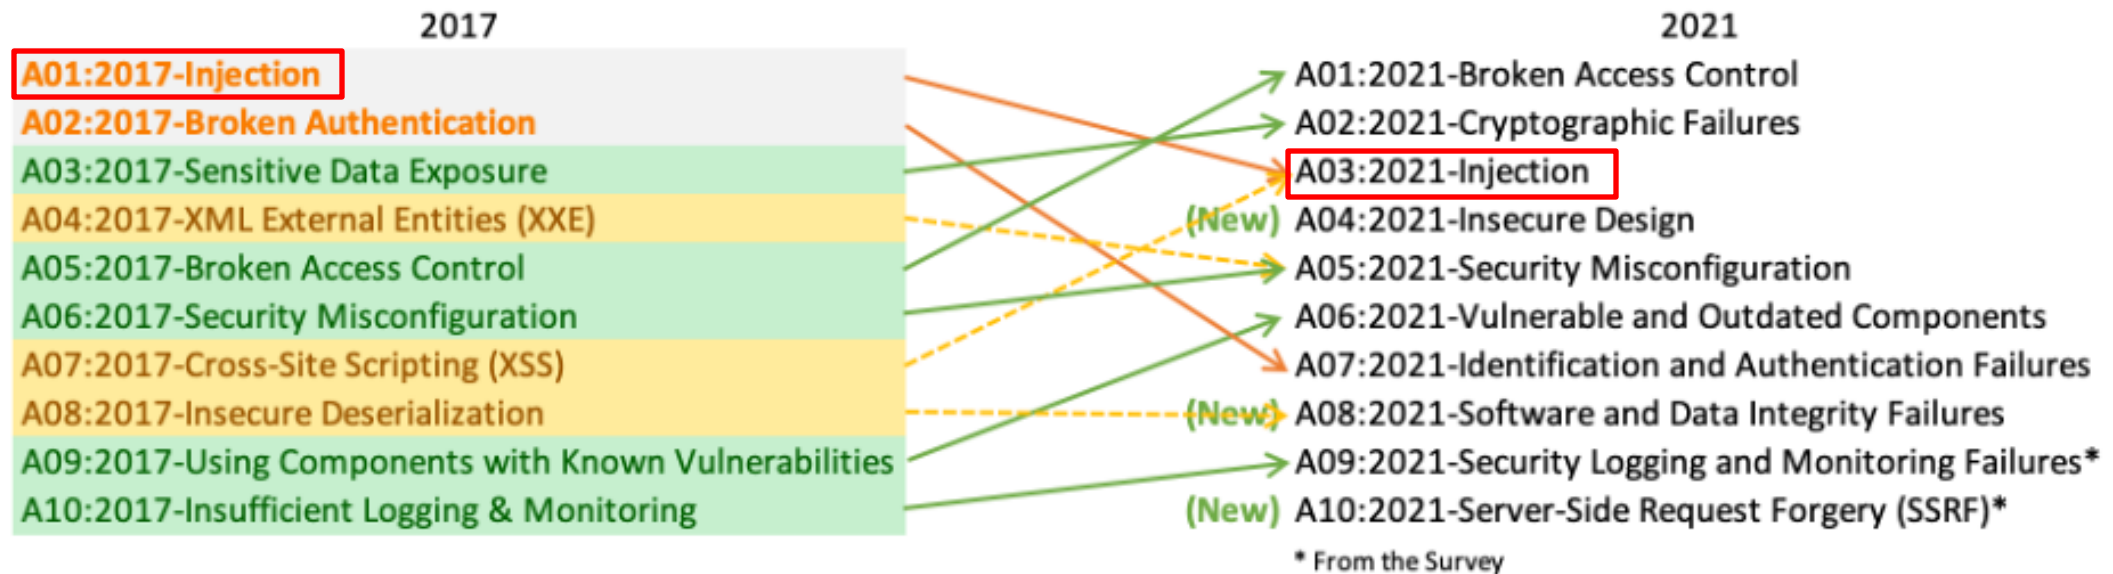 2017
A01:2017-Injection
A02:2017-Broken Authentication
A03:2017-Sensitive Data Exposure
A04:2017-XML External Entities (XXE)
A05:2017-Broken Access Control
A06:2017-Security Misconfiguration
A07:2017-Cross-Site Scripting (XSS)
A08:2017-Insecure Deserialization
A09:2017-Using Components with Known Vulnerabilities
A10:2017-Insufficient Logging & Monitoring
2021
A01:2021-Broken Access Control
A02:2021-Cryptographic Failures
A03:2021-Injection
(New) A04:2021-Insecure Design
A05:2021-Security Misconfiguration
A06:2021-Vulnerable and Outdated Components
A07:2021-Identification and Authentication Failures
(New) A08:2021-Software and Data Integrity Failures
A09:2021-Security Logging and Monitoring Failures*
(New) A10:2021-Server-Side Request Forgery (SSRF)*
* From the Survey